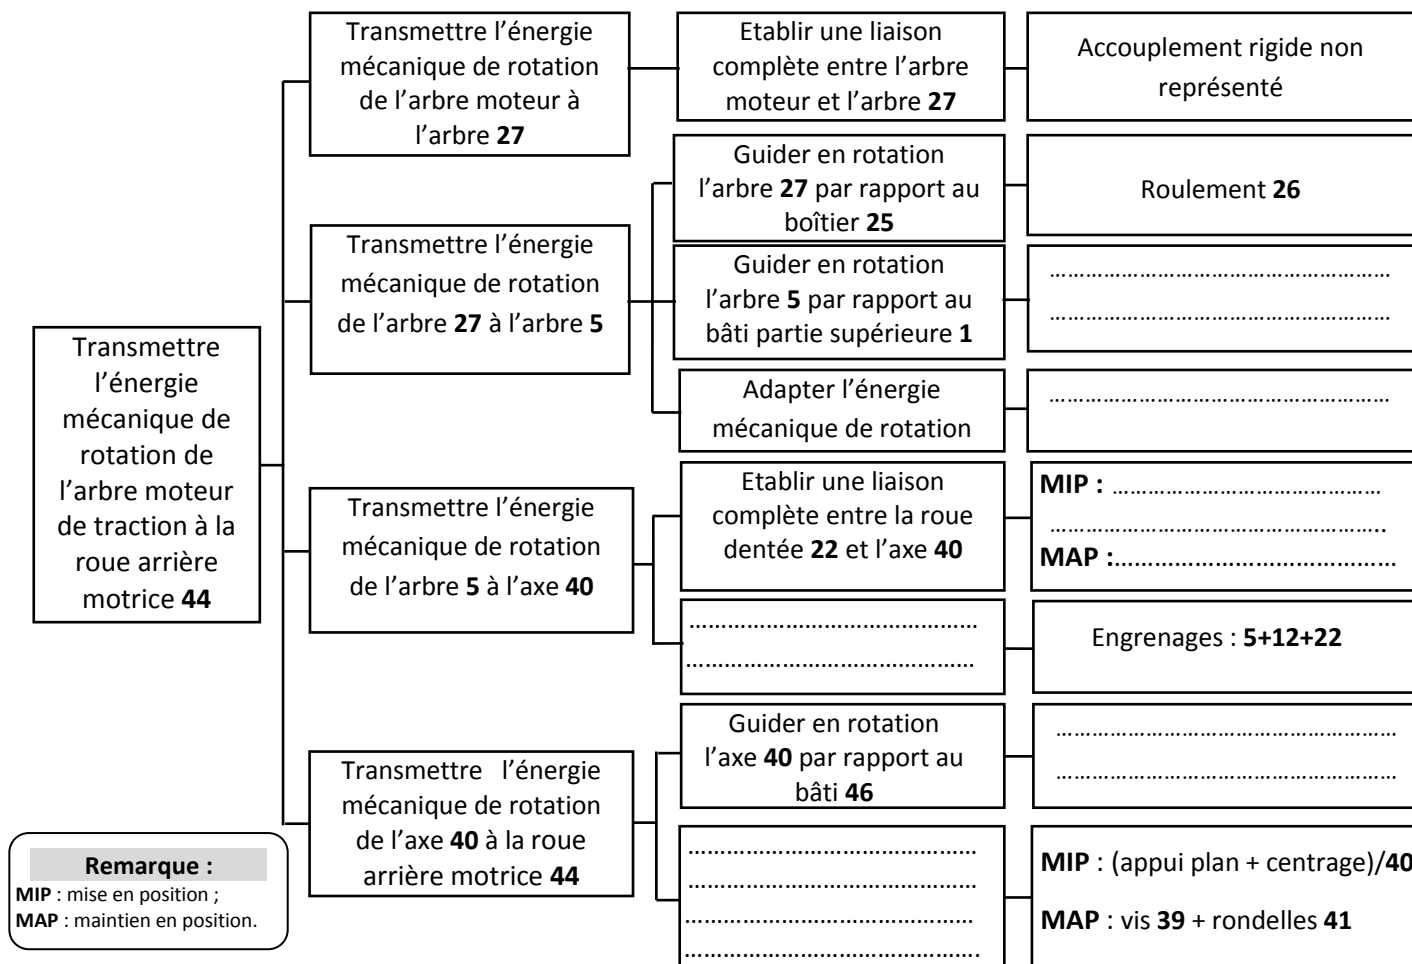 Transmettre
l’énergie
mécanique de
rotation de
l’arbre moteur
de traction à la
roue arrière
motrice 44
Transmettre l’énergie
mécanique de rotation
de l’arbre moteur à
l’arbre 27
Etablir une liaison
complète entre l’arbre
moteur et l’arbre 27
Accouplement rigide non
représenté
Transmettre l’énergie
mécanique de rotation
de l’arbre 27 à l’arbre 5
Guider en rotation
l’arbre 27 par rapport au
boîtier 25
Roulement 26
Guider en rotation
l’arbre 5 par rapport au
bâti partie supérieure 1
……………………………………………………
……………………………………………………
Adapter l’énergie
mécanique de rotation
……………………………………………………
Transmettre l’énergie
mécanique de rotation
de l’arbre 5 à l’axe 40
Etablir une liaison
complète entre la roue
dentée 22 et l’axe 40
MIP : ………………………………………
…………………………………………………..
MAP :…………………………………………
……………………………………………
……………………………………………
Engrenages : 5+12+22
Transmettre l’énergie
mécanique de rotation
de l’axe 40 à la roue
arrière motrice 44
Guider en rotation
l’axe 40 par rapport au
bâti 46
……………………………………………………
……………………………………………………
……………………………………………
……………………………………………
……………………………………………
…………………………………………….
MIP : (appui plan + centrage)/40
MAP : vis 39 + rondelles 41
Remarque :
MIP : mise en position ;
MAP : maintien en position.